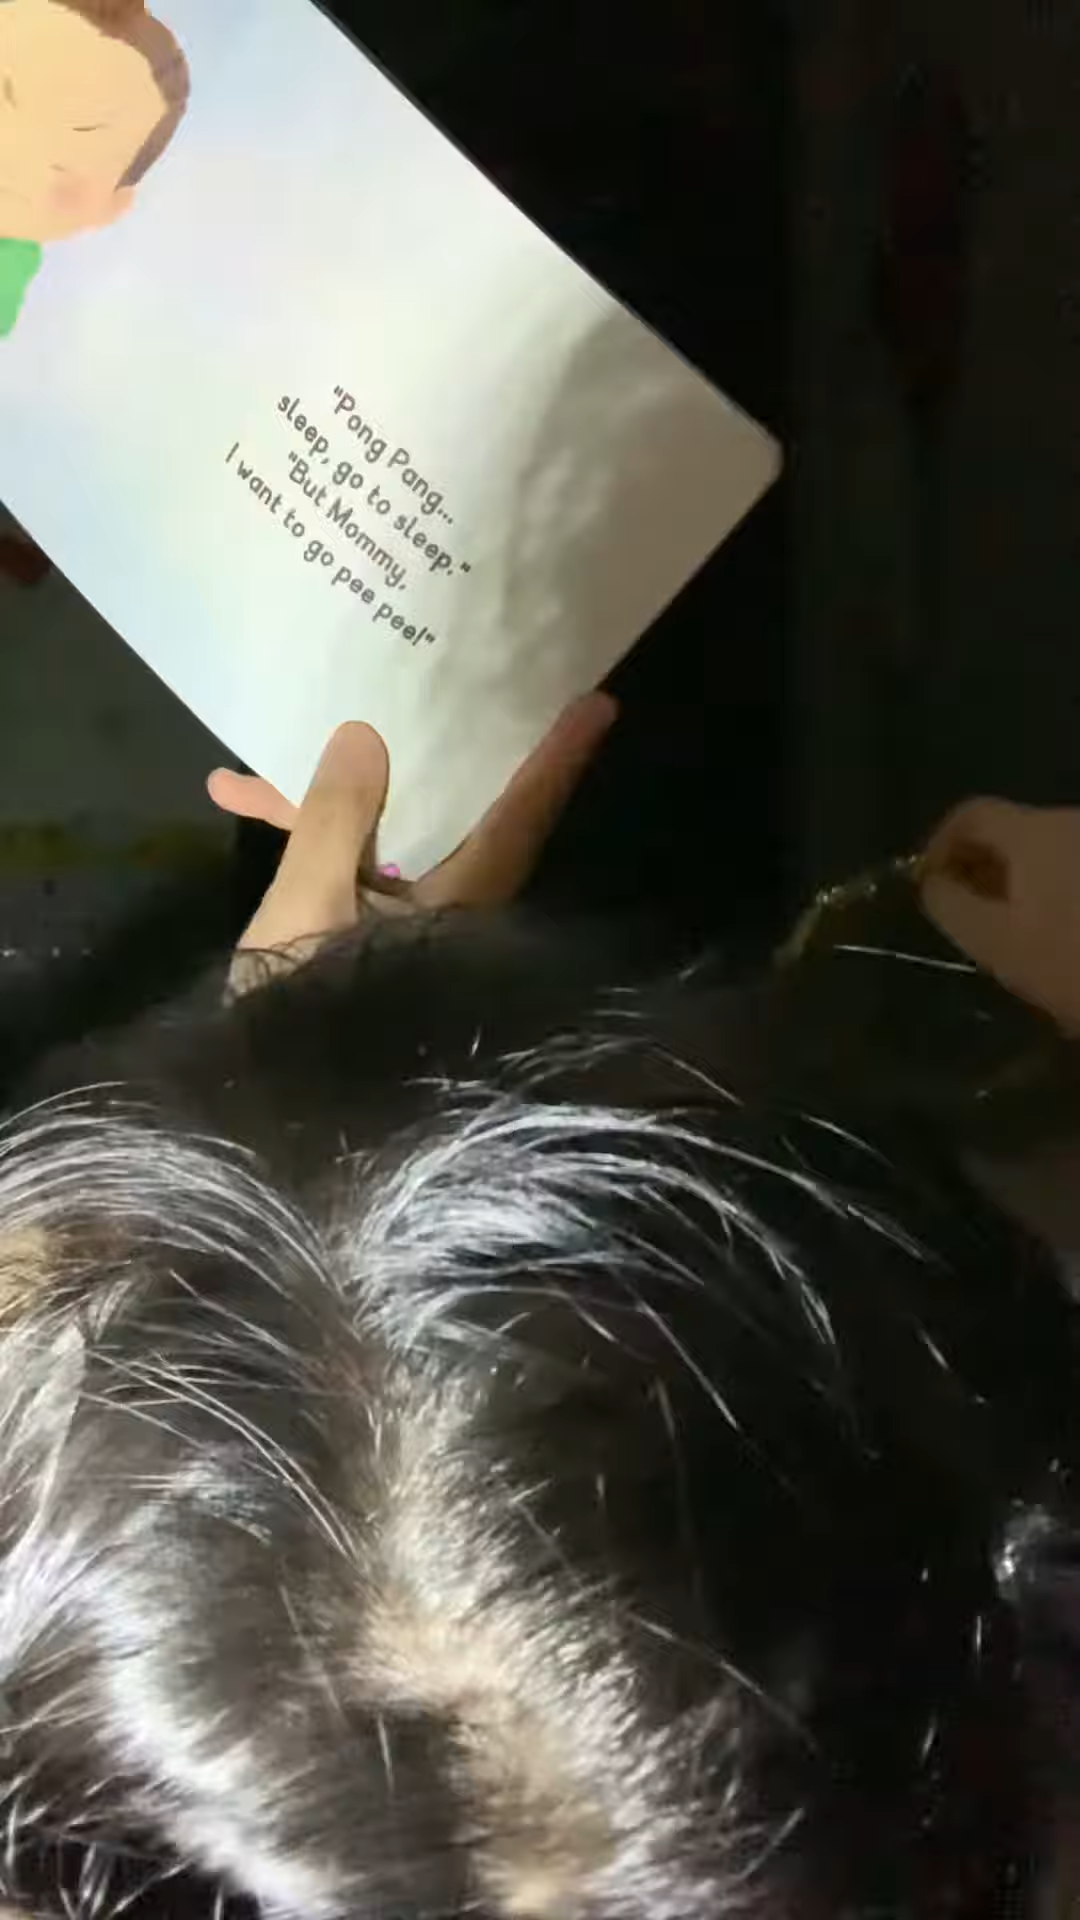 "Pong Pang...
sleep, go to sleep."
"But Mommy,
I want to go pee pee!"